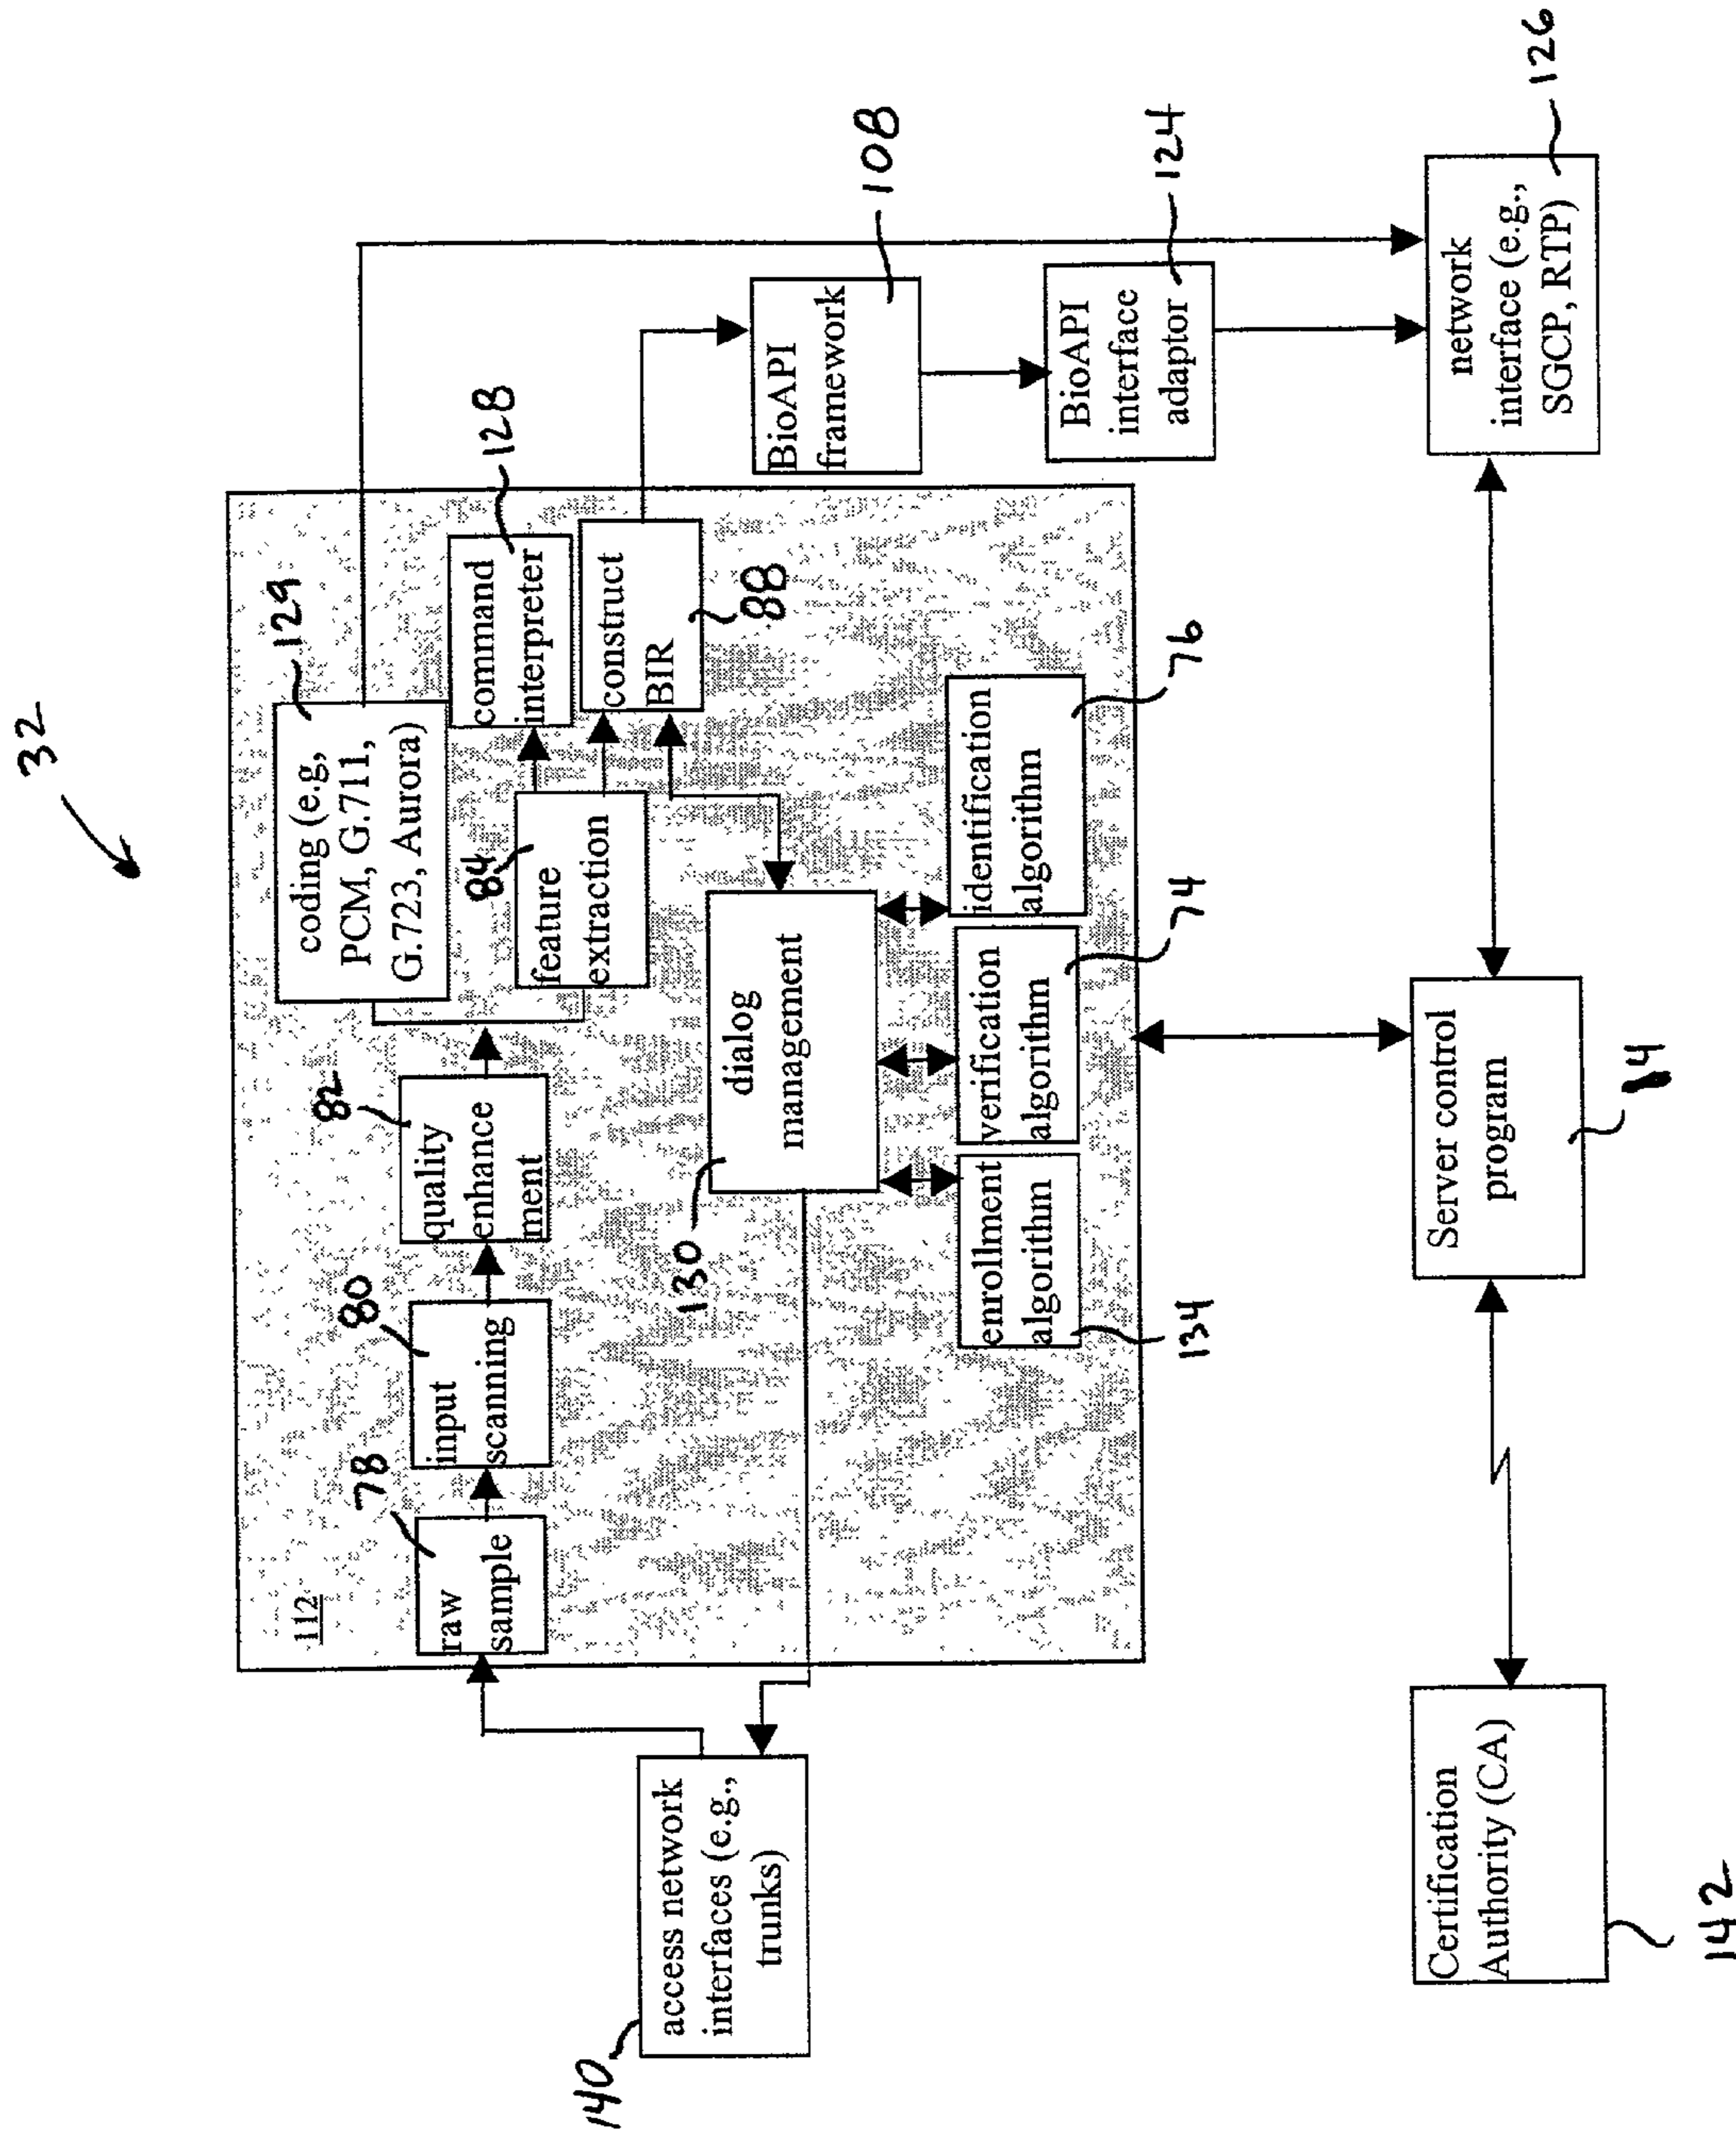 32
112
129
coding (e.g,
PCM, G.711,
G.723, Aurora)
78
raw
sample
80
input
scanning
82
quality
enhance
ment
84
feature
extraction
command
interpreter
128
construct
BIR
88
130
dialog
management
enrollment
algorithm
134
verification
algorithm
74
identification
algorithm
76
140
access network
interfaces (e.g.,
trunks)
BioAPI
framework
108
BioAPI
interface
adaptor
124
Certification
Authority (CA)
142
Server control
program
14
network
interface (e.g.,
SGCP, RTP)
126